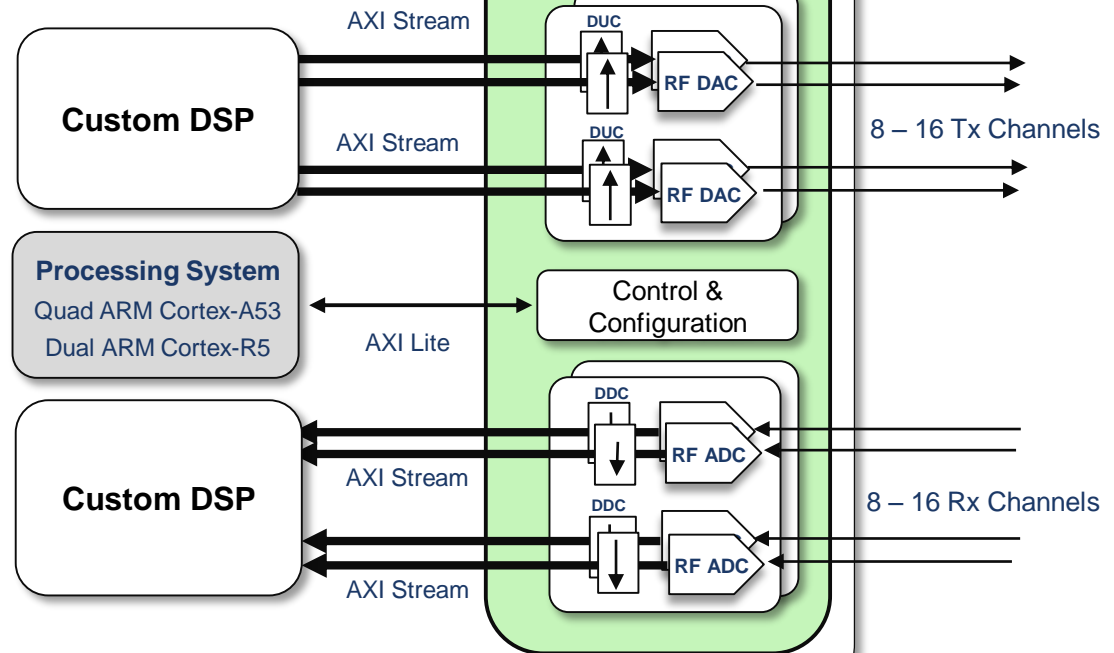 AXI Stream
DUC
RF DAC
Custom DSP
8 – 16 Tx Channels
AXI Stream
DUC
RF DAC
Processing System
Quad ARM Cortex-A53
Dual ARM Cortex-R5
AXI Lite
Control &
Configuration
DDC
RF ADC
AXI Stream
Custom DSP
8 – 16 Rx Channels
DDC
RF ADC
AXI Stream